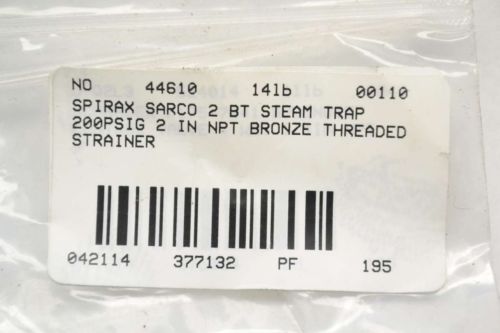 NO 44610 14lb 00110
SPIRAX SARCO 2 BT STEAM TRAP
200PSIG 2 IN NPT BRONZE THREADED
STRAINER
042114 377132 PF 195